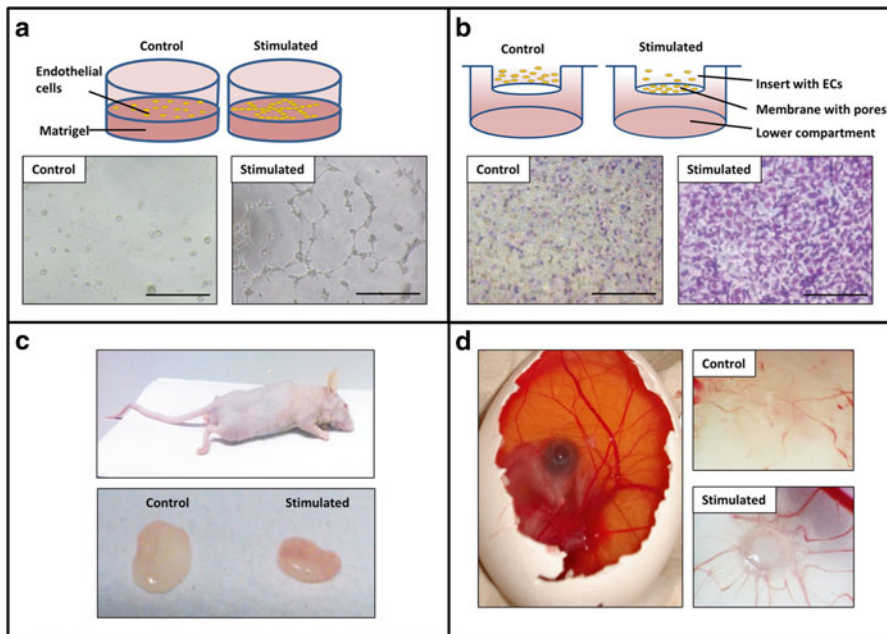 a
Control
Stimulated
Endothelial
cells
Matrigel
Control
Stimulated
b
Control
Stimulated
Insert with ECs
Membrane with pores
Lower compartment
Control
Stimulated
c
Control
Stimulated
d
Control
Stimulated